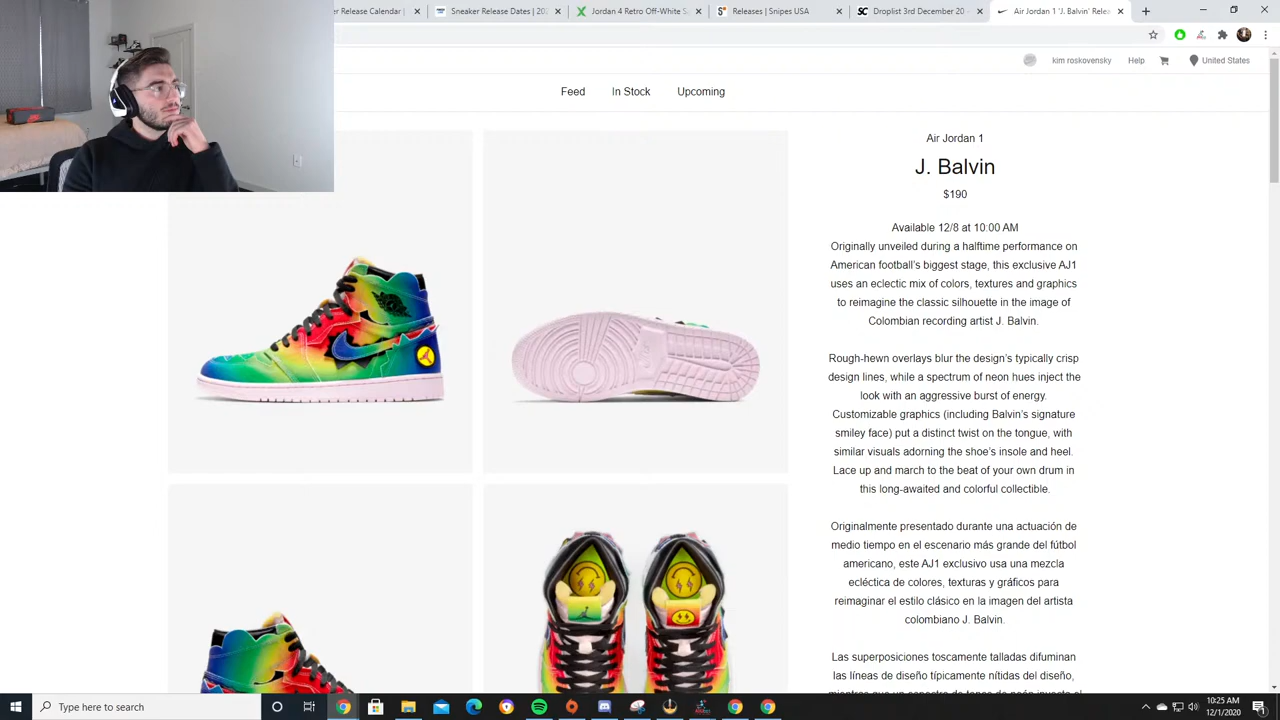 er Release Calendar |
Sneaker Release Dates | 202
Jordan 4 Retro Off-White S
Releases | Snipes USA
Droplist 3rd December 20
Air Jordan 1 'J. Balvin' Rele
kim roskovensky
Help
United States
Feed
In Stock
Upcoming
Air Jordan 1
J. Balvin
$190
Available 12/8 at 10:00 AM
Originally unveiled during a halftime performance on
American football's biggest stage, this exclusive AJ1
uses an eclectic mix of colors, textures and graphics
to reimagine the classic silhouette in the image of
Colombian recording artist J. Balvin.
Rough-hewn overlays blur the design's typically crisp
design lines, while a spectrum of neon hues inject the
look with an aggressive burst of energy.
Customizable graphics (including Balvin's signature
smiley face) put a distinct twist on the tongue, with
similar visuals adorning the shoe's insole and heel.
Lace up and march to the beat of your own drum in
this long-awaited and colorful collectible.
Originalmente presentado durante una actuación de
medio tiempo en el escenario más grande del fútbol
americano, este AJ1 exclusivo usa una mezcla
ecléctica de colores, texturas y gráficos para
reimaginar el estilo clásico en la imagen del artista
colombiano J. Balvin.
Las superposiciones toscamente talladas difuminan
las líneas de diseño típicamente nítidas del diseño,
Type here to search
10:25 AM
12/1/2020